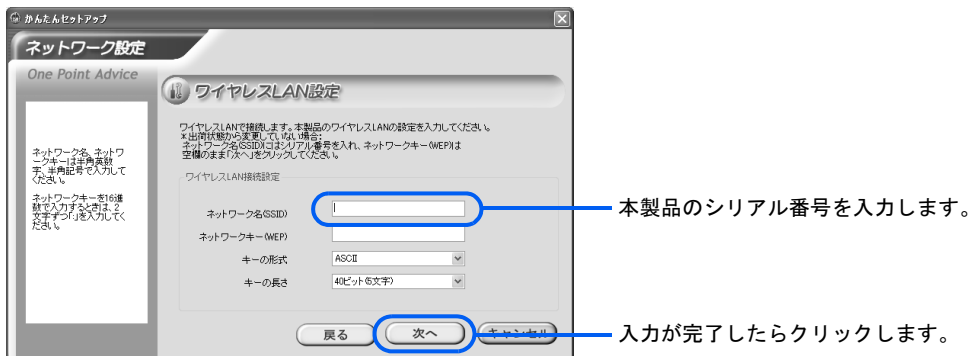 かんたんセットアップ
ネットワーク設定
One Point Advice
ネットワーク名、ネットワ
ークキーは半角英数
字、半角記号で入力して
ください。
ネットワークキーを16進
数で入力するときは、2
文字ずつ「:」を入力してく
ださい。
ワイヤレスLAN設定
ワイヤレスLANで接続します。本製品のワイヤレスLANの設定を入力してください。
*出荷状態から変更していない場合:
ネットワーク名(SSID)にはシリアル番号を入れ、ネットワークキー(WEP)は
空欄のまま「次へ」をクリックしてください。
ワイヤレスLAN接続設定
ネットワーク名(SSID)
本製品のシリアル番号を入力します。
ネットワークキー(WEP)
キーの形式 ASCII
キーの長さ 40ビット(5文字)
戻る 次へ キャンセル
入力が完了したらクリックします。